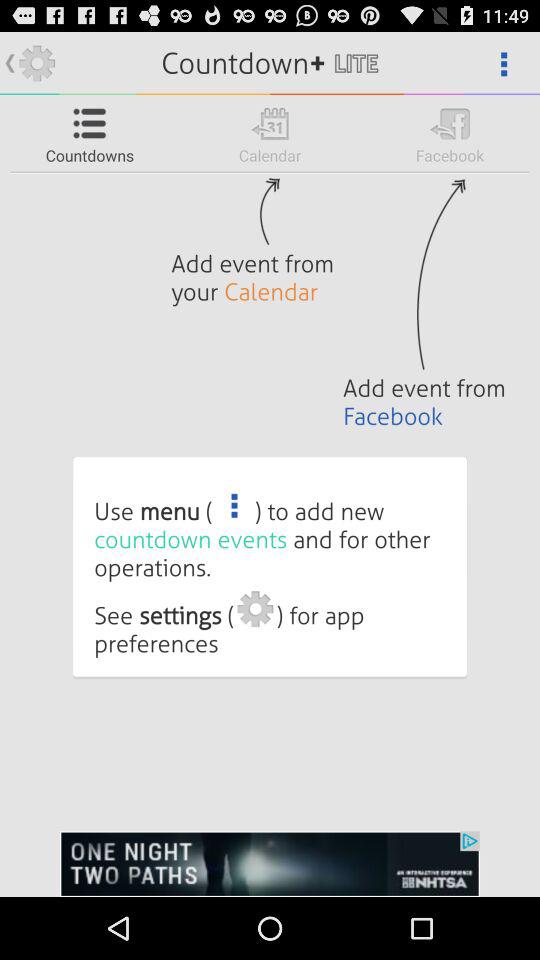 11:49
Countdown+ LITE
31
Countdowns Calendar Facebook
Add event from
your Calendar
Add event from
Facebook
Use menu ( ) to add new
countdown events and for other
operations.
See settings ( ) for app
preferences
ONE NIGHT
TWO PATHS
AN INTERACTIVE EXPERIENCE
NHTSA